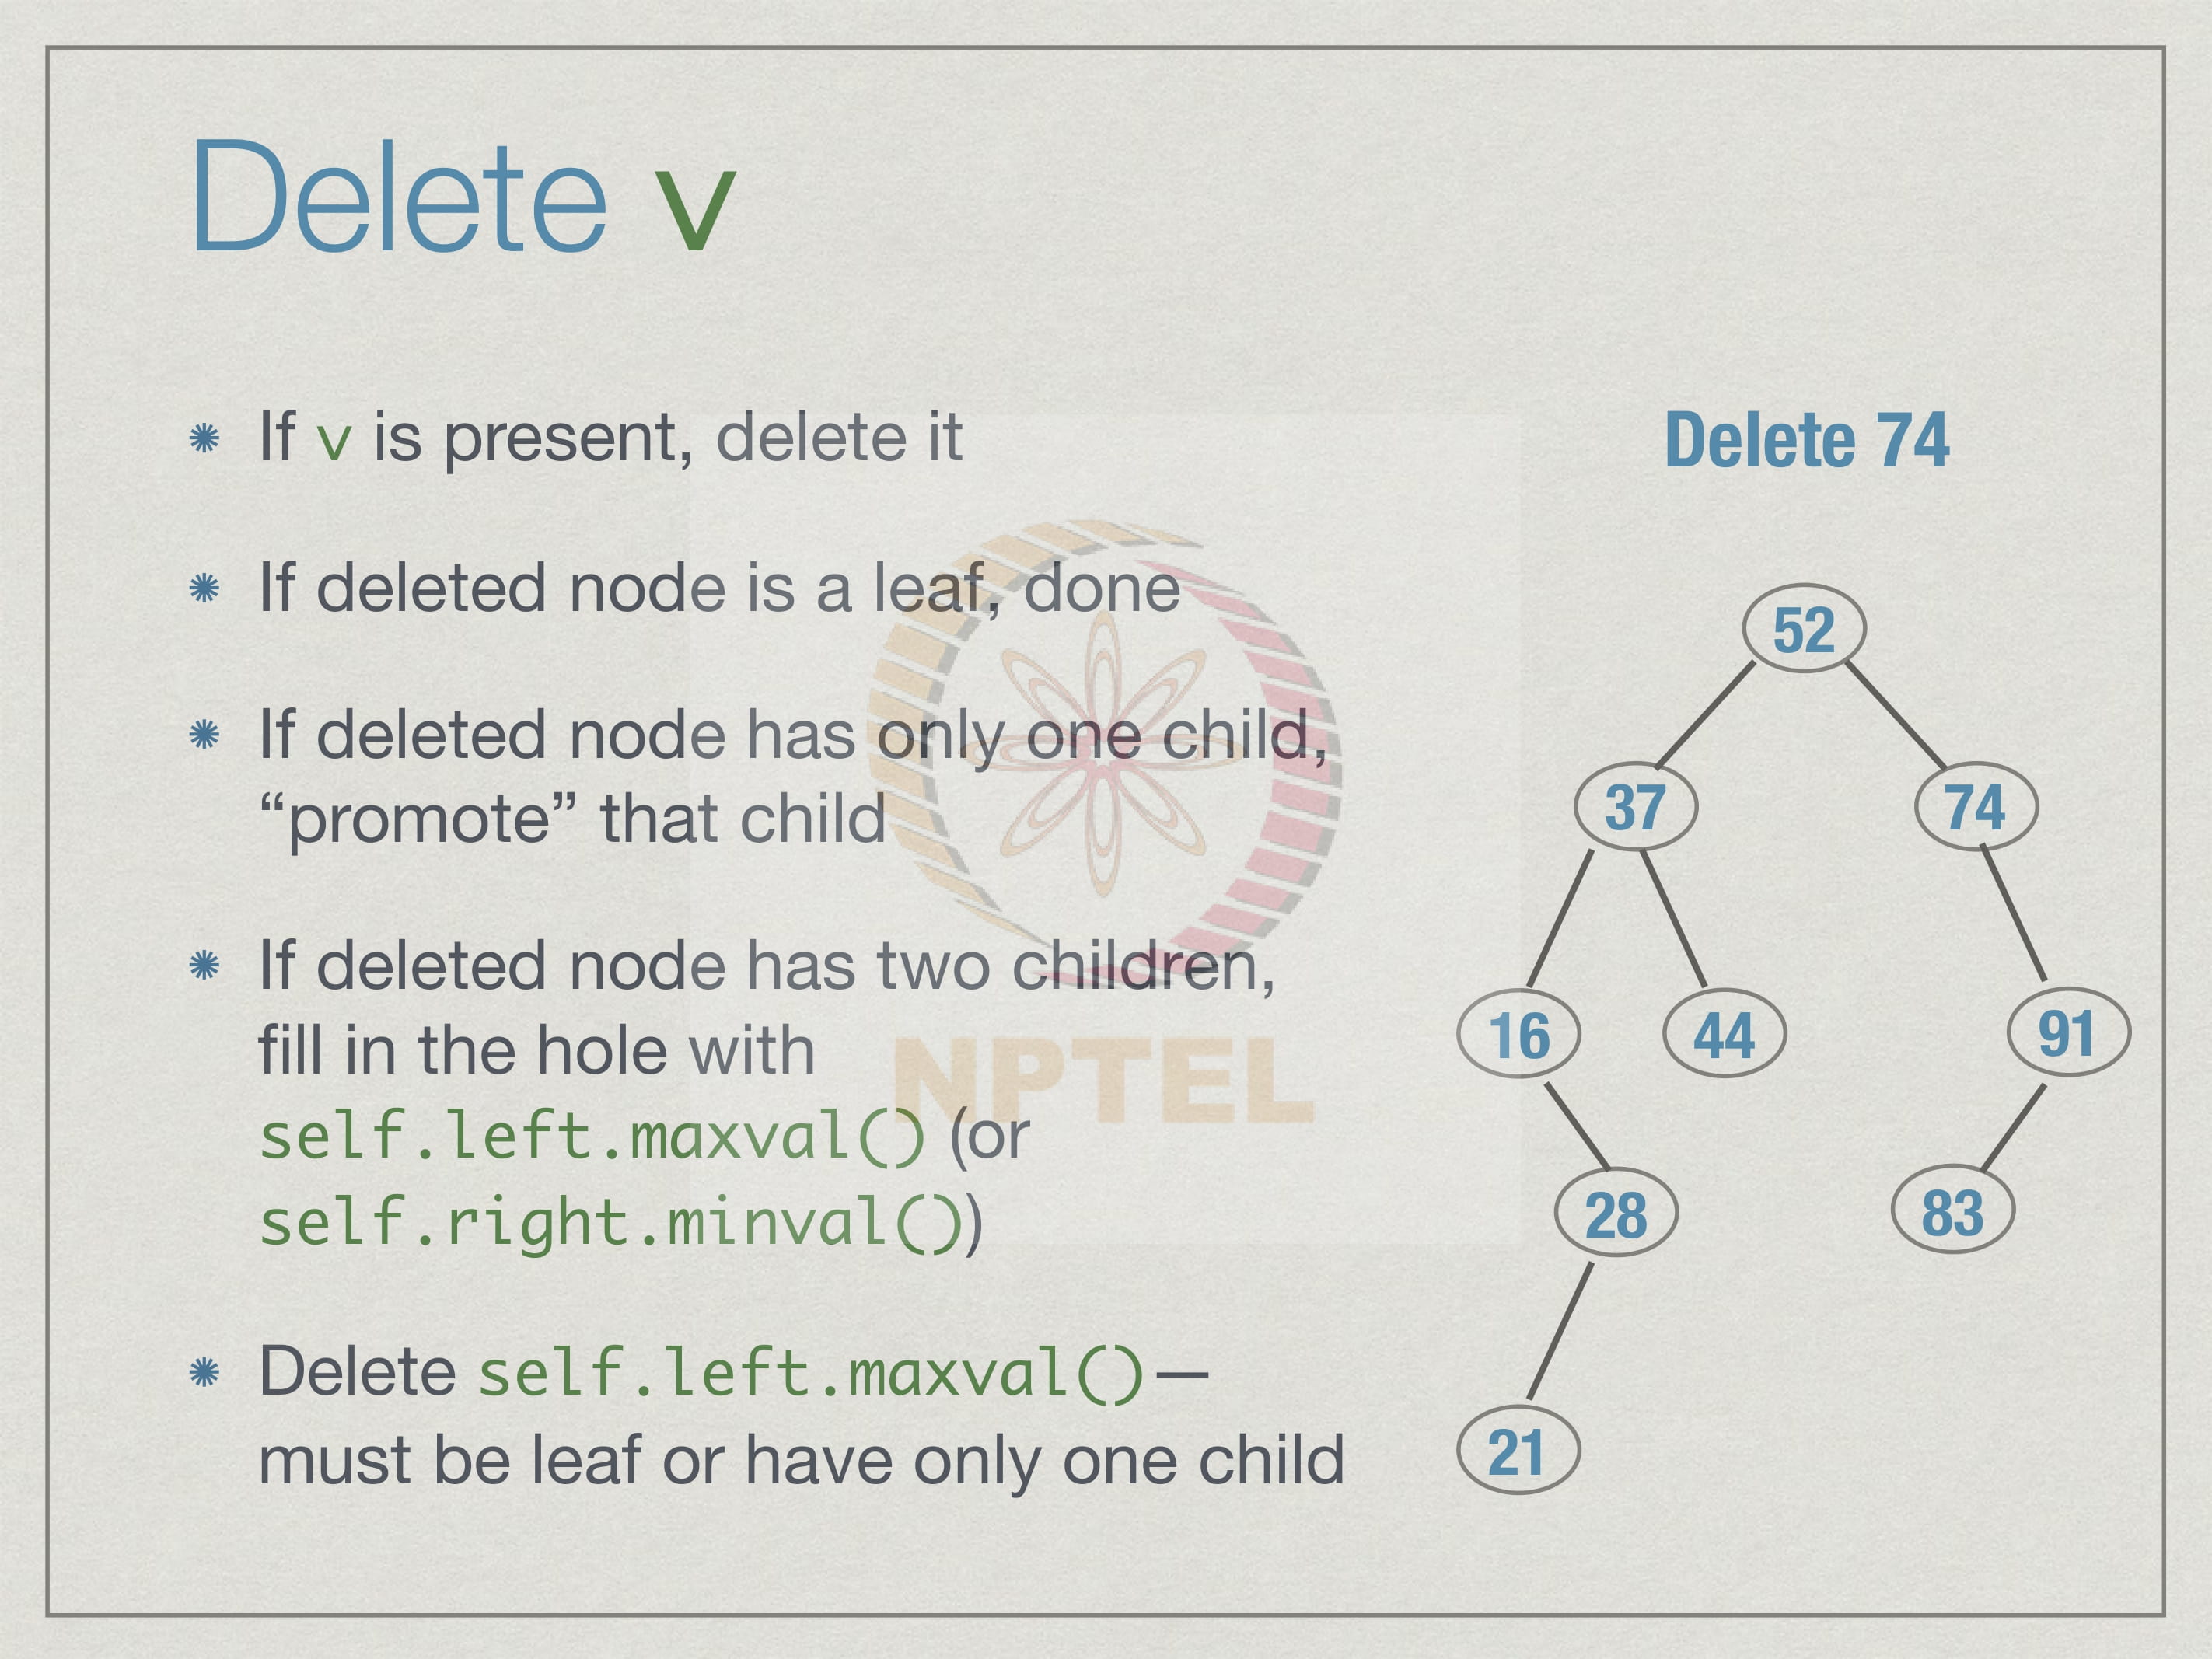 Delete v
If v is present, delete it
If deleted node is a leaf, done
If deleted node has only one child,
“promote” that child
If deleted node has two children,
fill in the hole with
self.left.maxval() (or
self.right.minval())
Delete self.left.maxval()—
must be leaf or have only one child
Delete 74
52
37
74
16
44
91
28
83
21
NPTEL